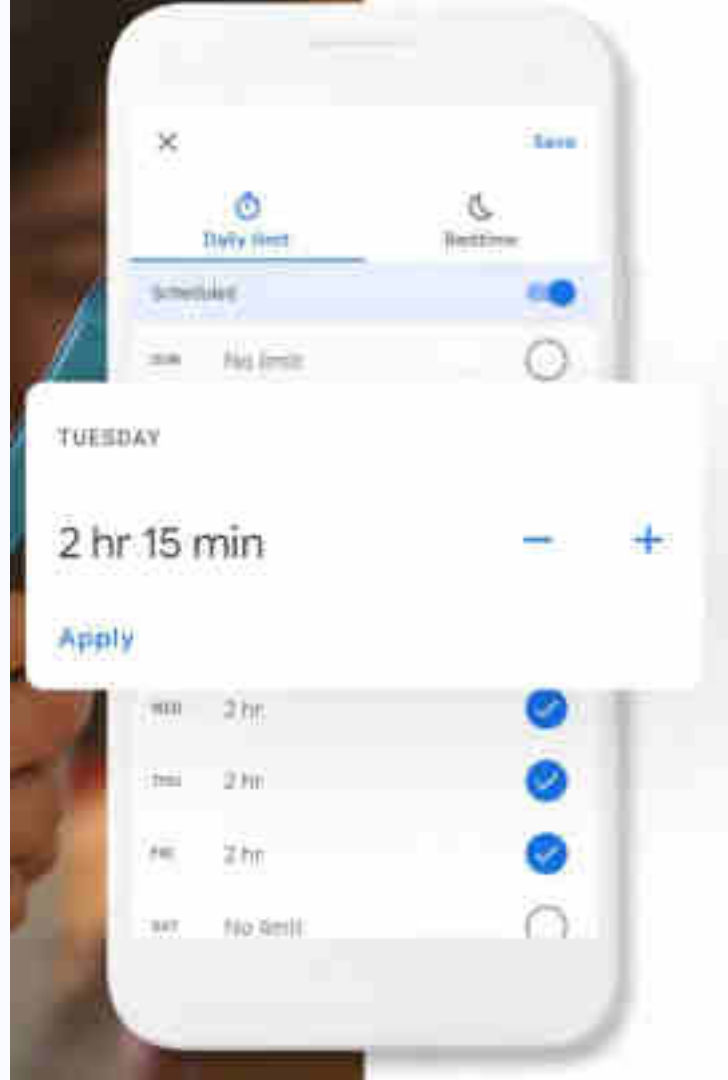 Save
Daily limit
Bedtime
Scheduled
SUN No limit
TUESDAY
2 hr 15 min
Apply
WED 2 hr
THU 2 hr
FRI 2 hr
SAT No limit